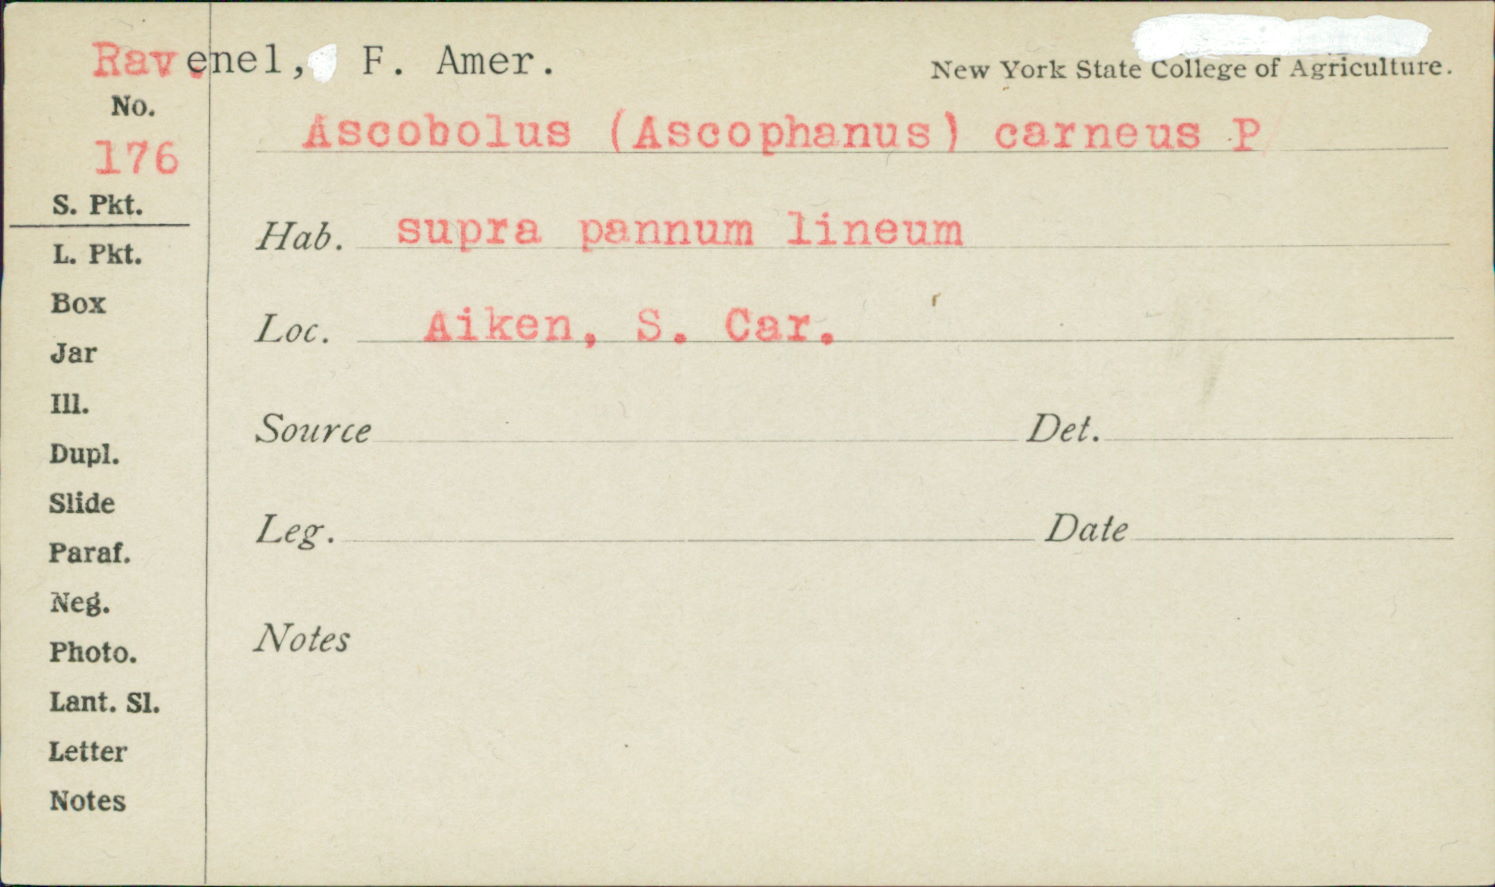 Ravenel, F. Amer.
New York State College of Agriculture.
No.
176
Ascobolus (Ascophanus) carneus P
S. Pkt.
Hab. supra pannum lineum
L. Pkt.
Box
Loc. Aiken, S. Car.
Jar
Ill.
Source Det.
Dupl.
Slide
Leg. Date
Paraf.
Neg.
Notes
Photo.
Lant. Sl.
Letter
Notes